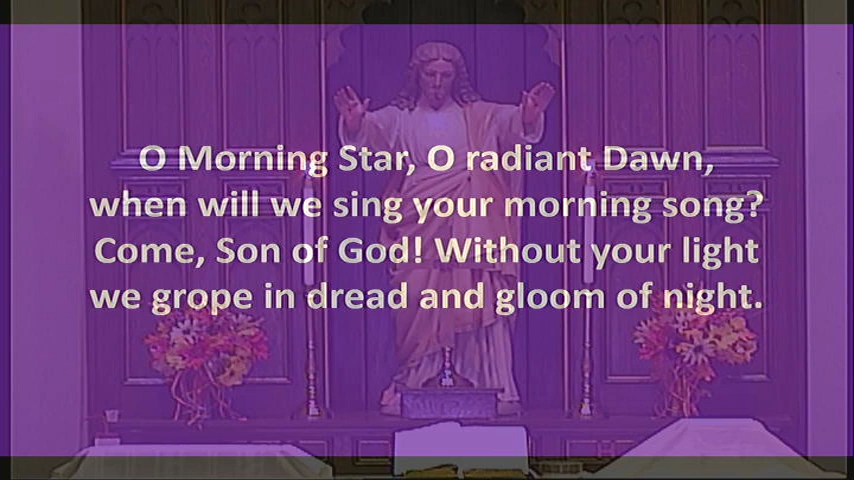 O Morning Star, O radiant Dawn,
when will we sing your morning song?
Come, Son of God! Without your light
we grope in dread and gloom of night.